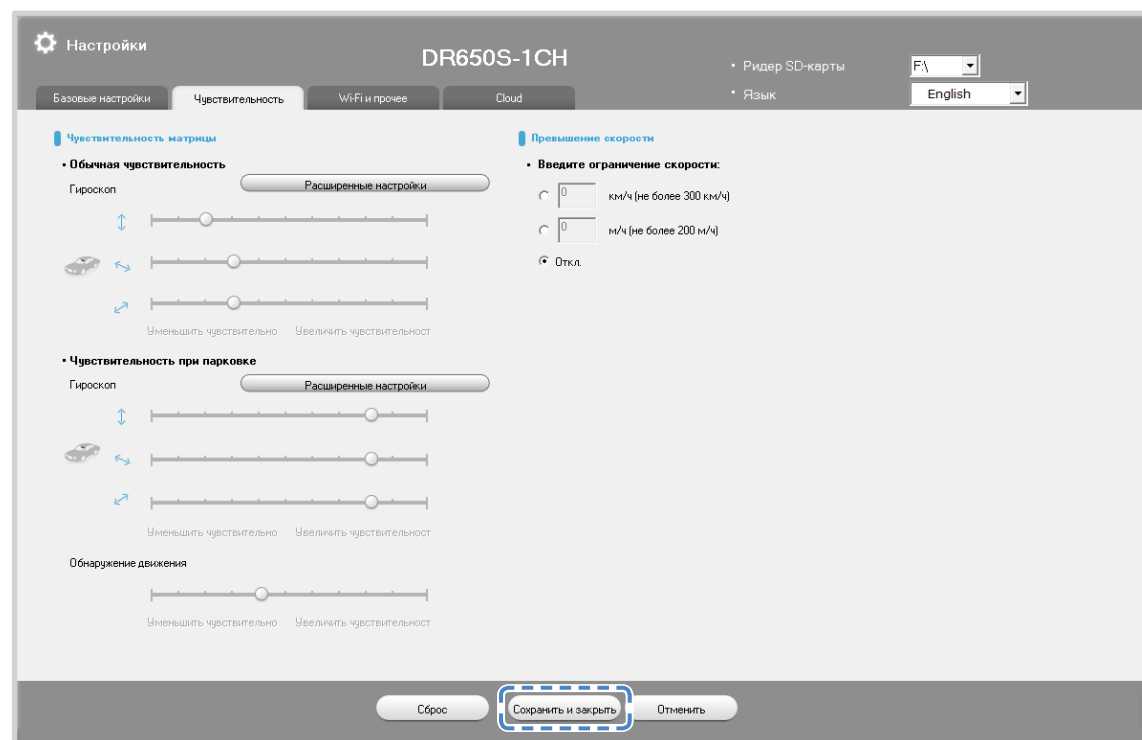 Настройки
DR650S-1CH
• Ридер SD-карты
F:\
• Язык
English
Базовые настройки
Чувствительность
Wi-Fi и прочее
Cloud
Чувствительность матрицы
• Обычная чувствительность
Гироскоп
Расширенные настройки
Уменьшить чувствительно
Увеличить чувствительност
• Чувствительность при парковке
Гироскоп
Расширенные настройки
Уменьшить чувствительно
Увеличить чувствительност
Обнаружение движения
Уменьшить чувствительно
Увеличить чувствительност
Превышение скорости
• Введите ограничение скорости:
0
км/ч (не более 300 км/ч)
0
м/ч (не более 200 м/ч)
Откл.
Сброс
Сохранить и закрыть
Отменить